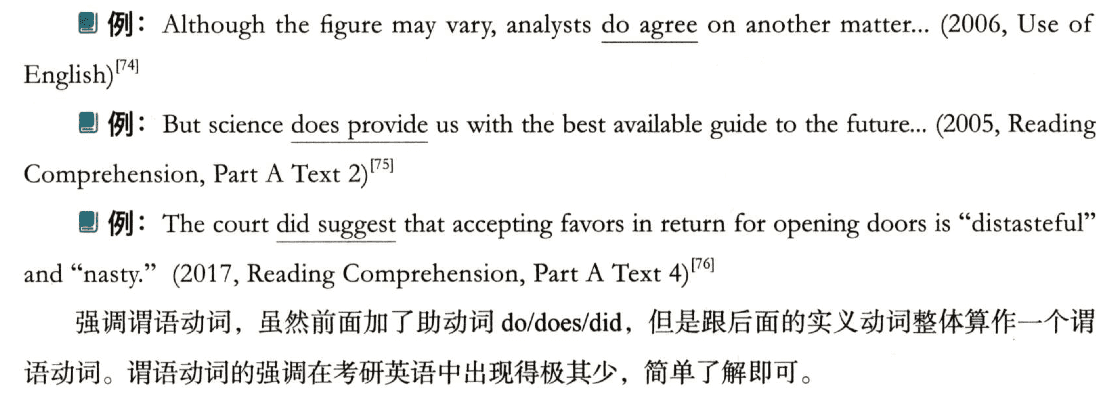 例：Although the figure may vary, analysts do agree on another matter... (2006, Use of
English)[74]
例：But science does provide us with the best available guide to the future... (2005, Reading
Comprehension, Part A Text 2)[75]
例：The court did suggest that accepting favors in return for opening doors is “distasteful”
and “nasty.” (2017, Reading Comprehension, Part A Text 4)[76]
强调谓语动词，虽然前面加了助动词 do/does/did，但是跟后面的实义动词整体算作一个谓
语动词。谓语动词的强调在考研英语中出现得极其少，简单了解即可。